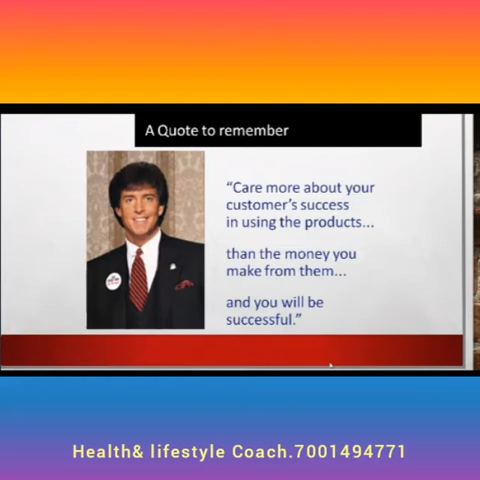 A Quote to remember
“Care more about your
customer’s success
in using the products...
than the money you
make from them...
and you will be
successful.”
Health& lifestyle Coach.7001494771